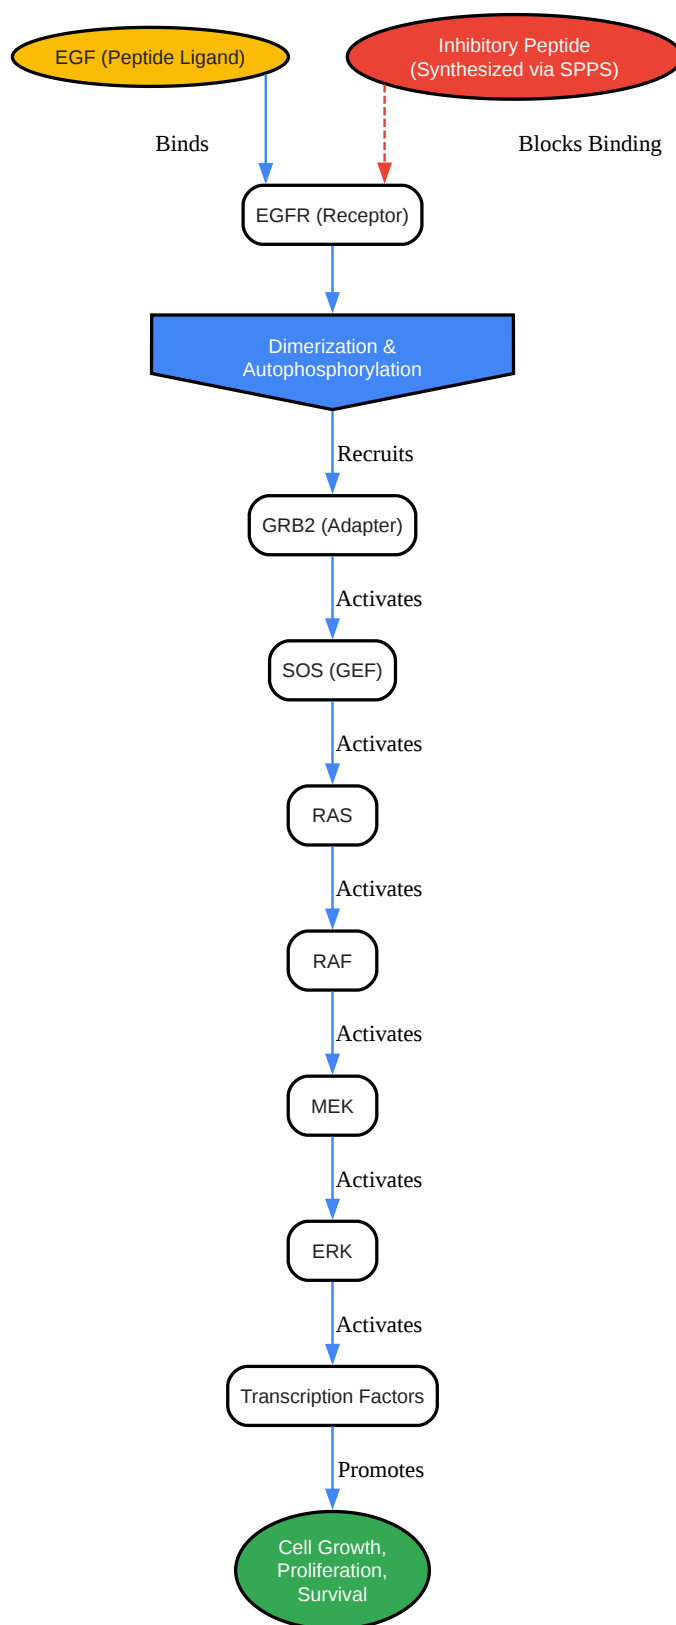 EGF (Peptide Ligand)
Inhibitory Peptide
(Synthesized via SPPS)
Binds
Blocks Binding
EGFR (Receptor)
Dimerization &
Autophosphorylation
Recruits
GRB2 (Adapter)
Activates
SOS (GEF)
Activates
RAS
Activates
RAF
Activates
MEK
Activates
ERK
Activates
Transcription Factors
Promotes
Cell Growth,
Proliferation,
Survival